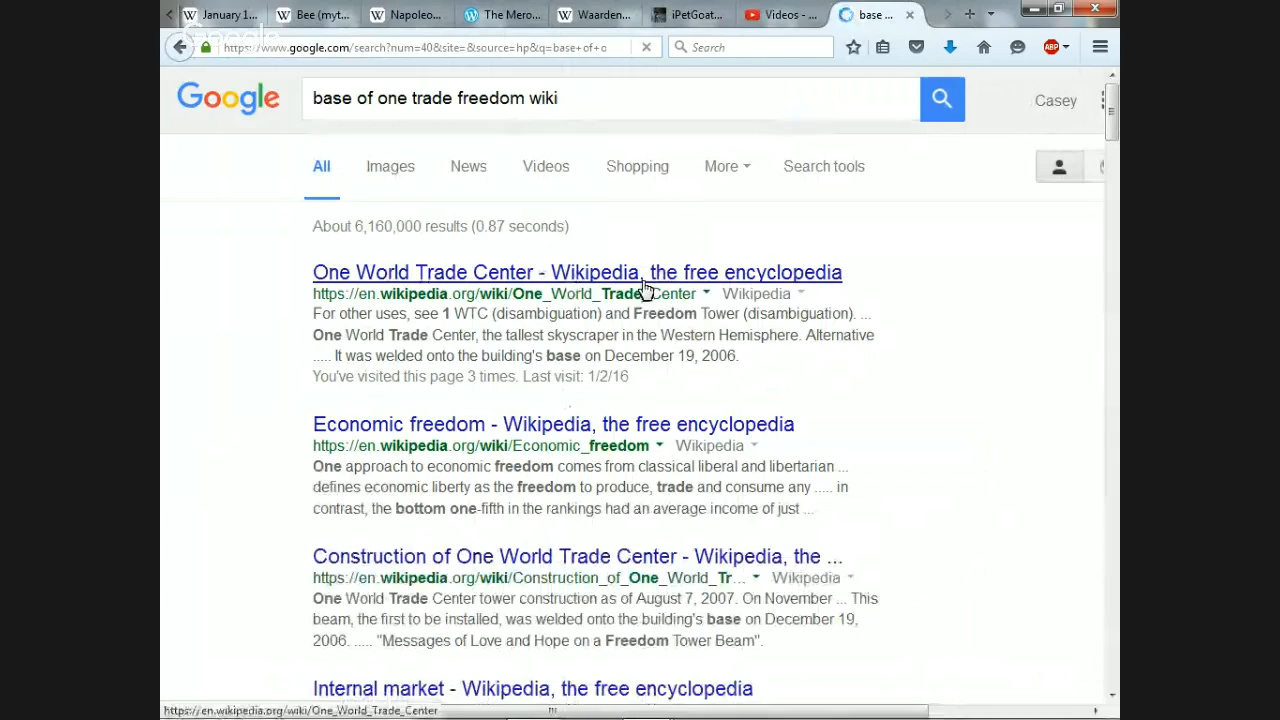 January 1...
Bee (myt...
Napoleo...
The Mero...
Waarden...
iPetGoat...
Videos - ...
base ...
https://www.google.com/search?num=40&site=&source=hp&q=base+of+o
Search
ABP
Google
base of one trade freedom wiki
Casey
All
Images
News
Videos
Shopping
More
Search tools
About 6,160,000 results (0.87 seconds)
One World Trade Center - Wikipedia, the free encyclopedia
https://en.wikipedia.org/wiki/One_World_Trade_Center Wikipedia
For other uses, see 1 WTC (disambiguation) and Freedom Tower (disambiguation). ...
One World Trade Center, the tallest skyscraper in the Western Hemisphere. Alternative
..... It was welded onto the building's base on December 19, 2006.
You've visited this page 3 times. Last visit: 1/2/16
Economic freedom - Wikipedia, the free encyclopedia
https://en.wikipedia.org/wiki/Economic_freedom Wikipedia
One approach to economic freedom comes from classical liberal and libertarian ...
defines economic liberty as the freedom to produce, trade and consume any ..... in
contrast, the bottom one-fifth in the rankings had an average income of just ...
Construction of One World Trade Center - Wikipedia, the ...
https://en.wikipedia.org/wiki/Construction_of_One_World_Tr... Wikipedia
One World Trade Center tower construction as of August 7, 2007. On November ... This
beam, the first to be installed, was welded onto the building's base on December 19,
2006. ..... "Messages of Love and Hope on a Freedom Tower Beam".
Internal market - Wikipedia, the free encyclopedia
https://en.wikipedia.org/wiki/One_World_Trade_Center